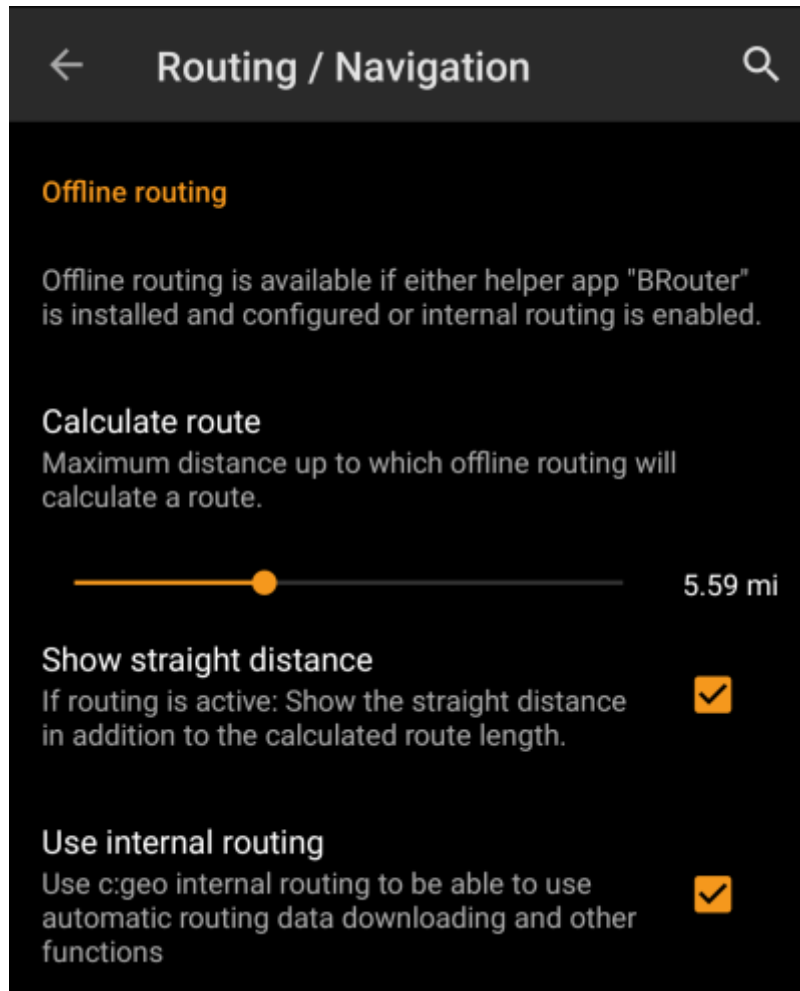 Routing / Navigation
Offline routing
Offline routing is available if either helper app "BRouter"
is installed and configured or internal routing is enabled.
Calculate route
Maximum distance up to which offline routing will
calculate a route.
5.59 mi
Show straight distance
If routing is active: Show the straight distance
in addition to the calculated route length.
Use internal routing
Use c:geo internal routing to be able to use
automatic routing data downloading and other
functions